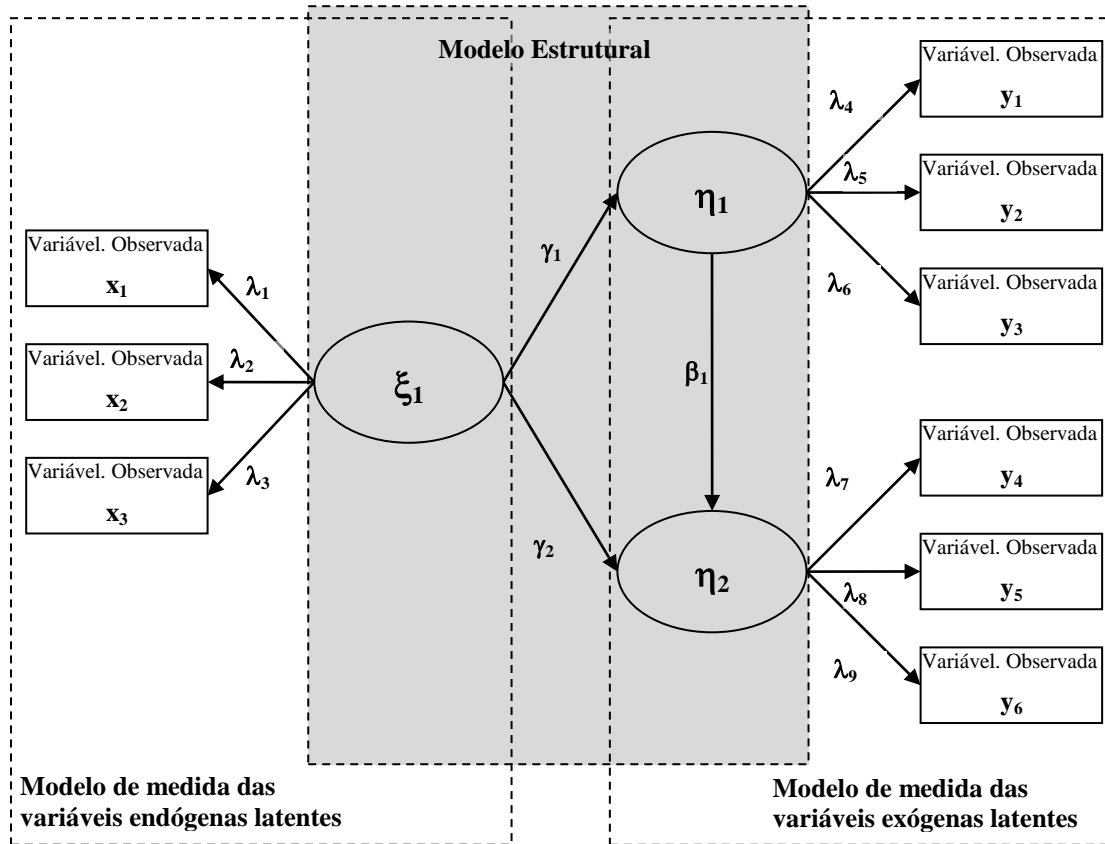 Modelo Estrutural
Variável. Observada
x₁
Variável. Observada
x₂
Variável. Observada
x₃
λ₁
λ₂
λ₃
ξ₁
γ₁
γ₂
η₁
β₁
η₂
λ₄
λ₅
λ₆
λ₇
λ₈
λ₉
Variável. Observada
y₁
Variável. Observada
y₂
Variável. Observada
y₃
Variável. Observada
y₄
Variável. Observada
y₅
Variável. Observada
y₆
Modelo de medida das
variáveis endógenas latentes
Modelo de medida das
variáveis exógenas latentes